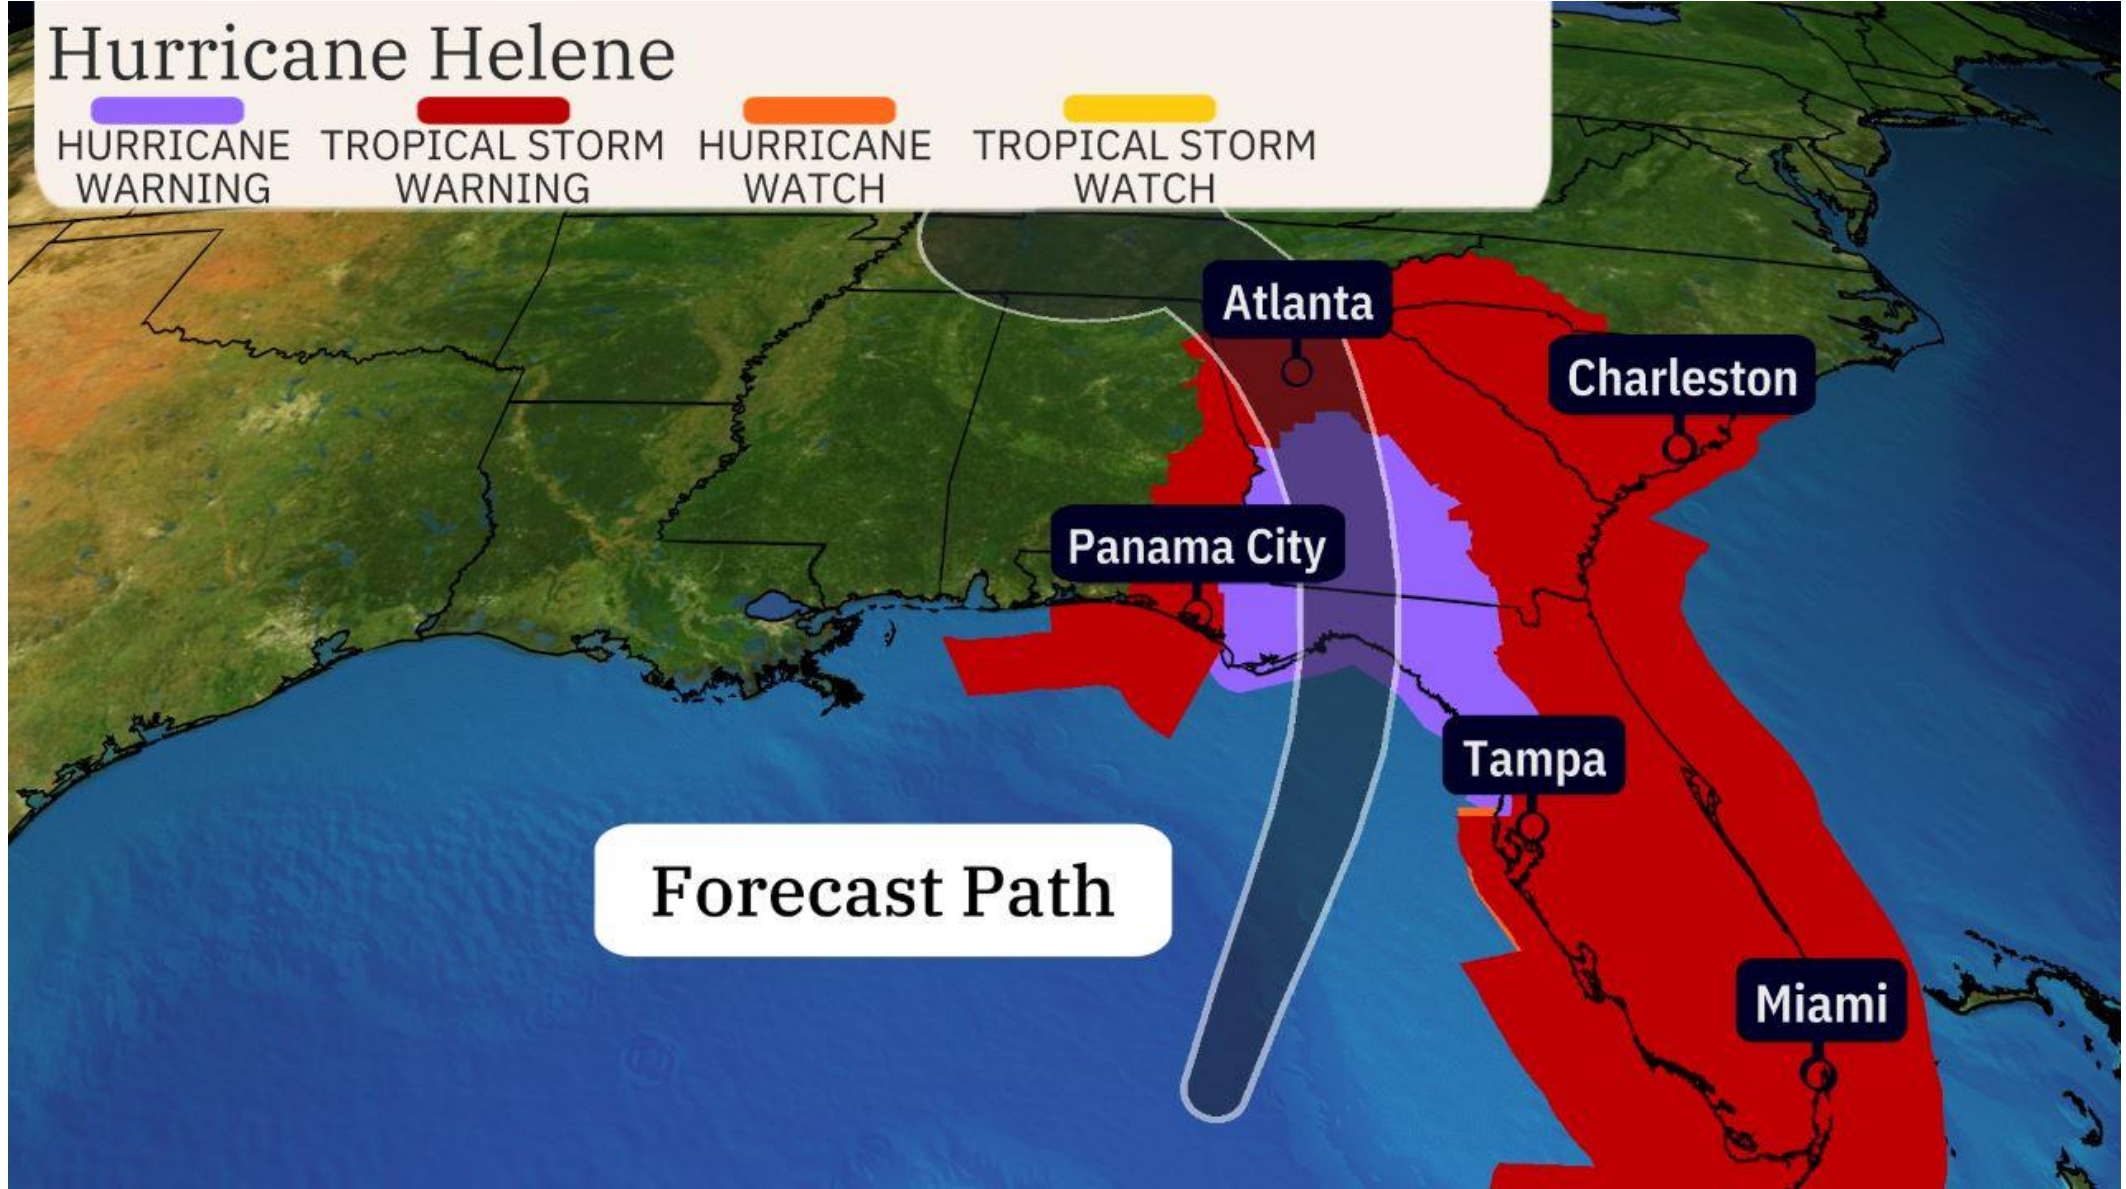 Hurricane Helene
HURRICANE
WARNING
TROPICAL STORM
WARNING
HURRICANE
WATCH
TROPICAL STORM
WATCH
Atlanta
Charleston
Panama City
Tampa
Forecast Path
Miami